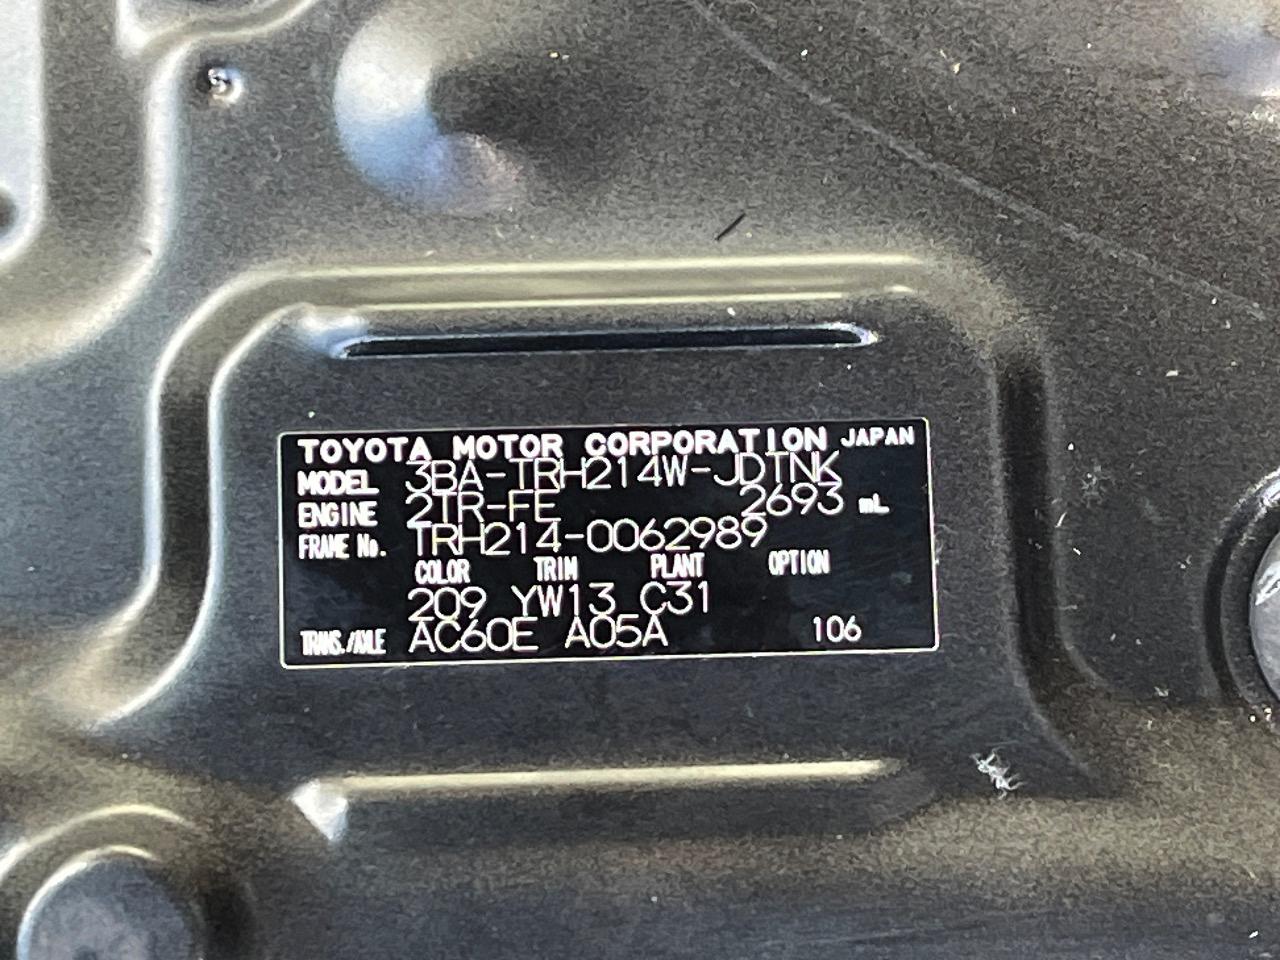 TOYOTA MOTOR CORPORATION JAPAN
MODEL 3BA-TRH214W-JDTNK
ENGINE 2TR-FE 2693 mL
FRAME No. TRH214-0062989
COLOR TRIM PLANT OPTION
209 YW13 C31
TRANS./AXLE AC60E A05A 106